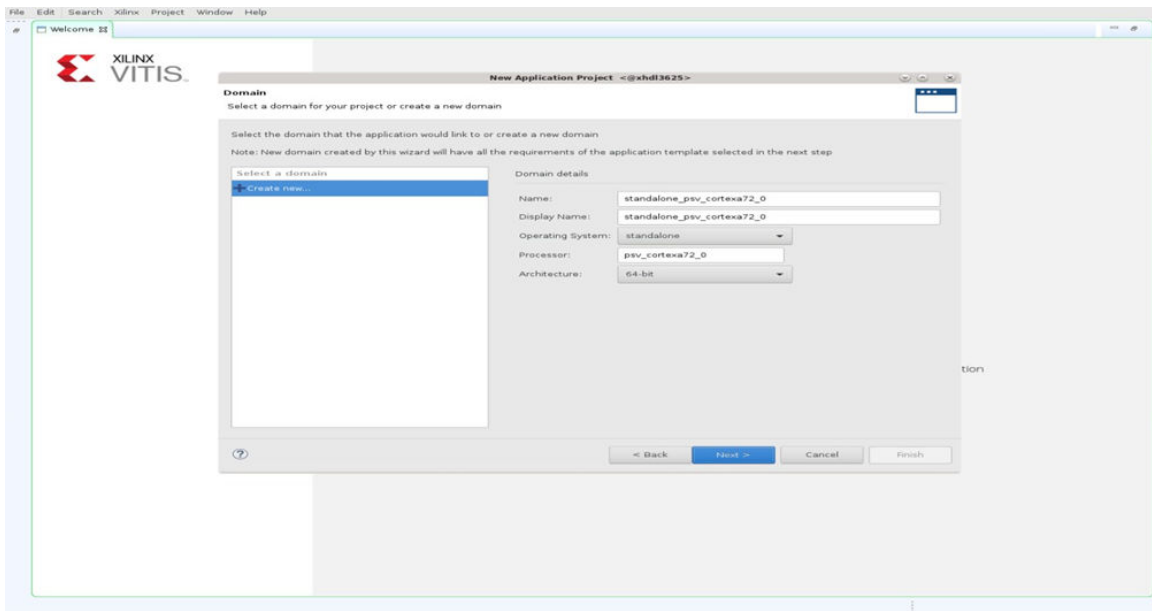 File Edit Search Xilinx Project Window Help
Welcome
XILINX
VITIS
New Application Project <@xhdl3625>
Domain
Select a domain for your project or create a new domain
Select the domain that the application would link to or create a new domain
Note: New domain created by this wizard will have all the requirements of the application template selected in the next step
Select a domain
Create new...
Domain details
Name: standalone_psv_cortexa72_0
Display Name: standalone_psv_cortexa72_0
Operating System: standalone
Processor: psv_cortexa72_0
Architecture: 64-bit
tion
? < Back Next > Cancel Finish